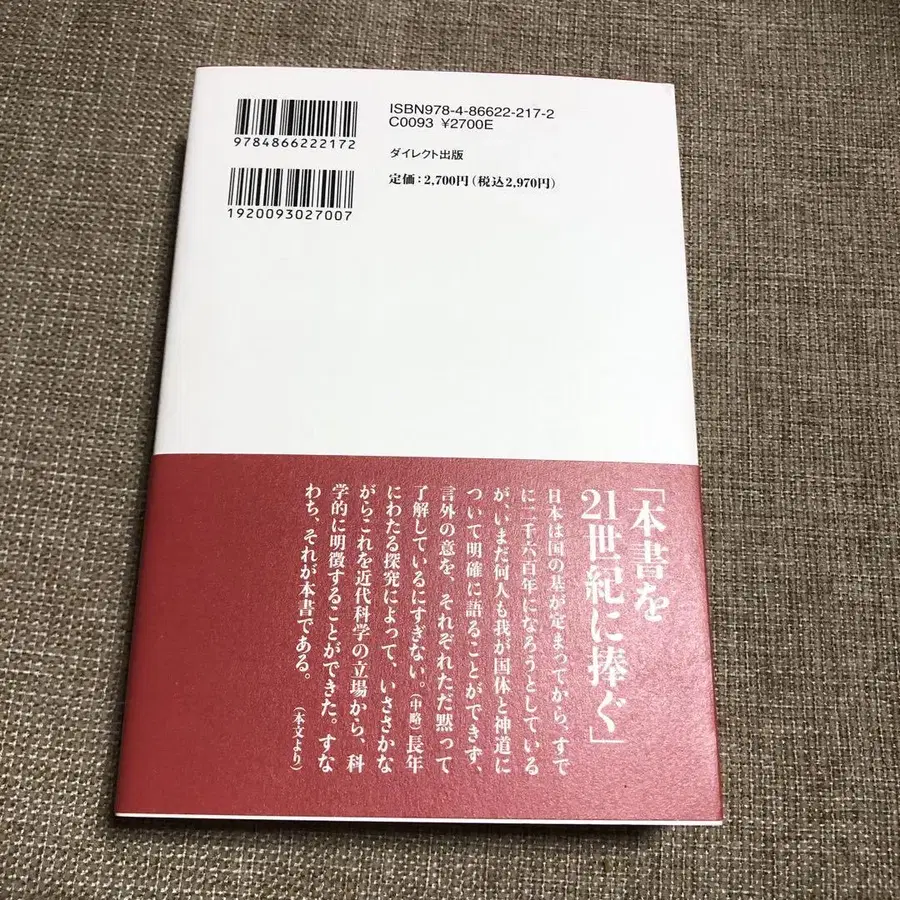 ISBN978-4-86622-217-2
C0093 ¥2700E
9784866222172
ダイレクト出版
定価：2,700円（税込2,970円）
1920093027007
「本書を
21世紀に捧ぐ」
日本は国の基が定まってから、すで
に二千六百年になろうとしている
が、いまだ何人も我が国体と神道に
ついて明確に語ることができず、
言外の意を、それぞれただ黙って
了解しているにすぎない。（中略）長年
にわたる探究によって、いささかな
がらこれを近代科学の立場から、科
学的に明徴することができた。すな
わち、それが本書である。
（本文より）